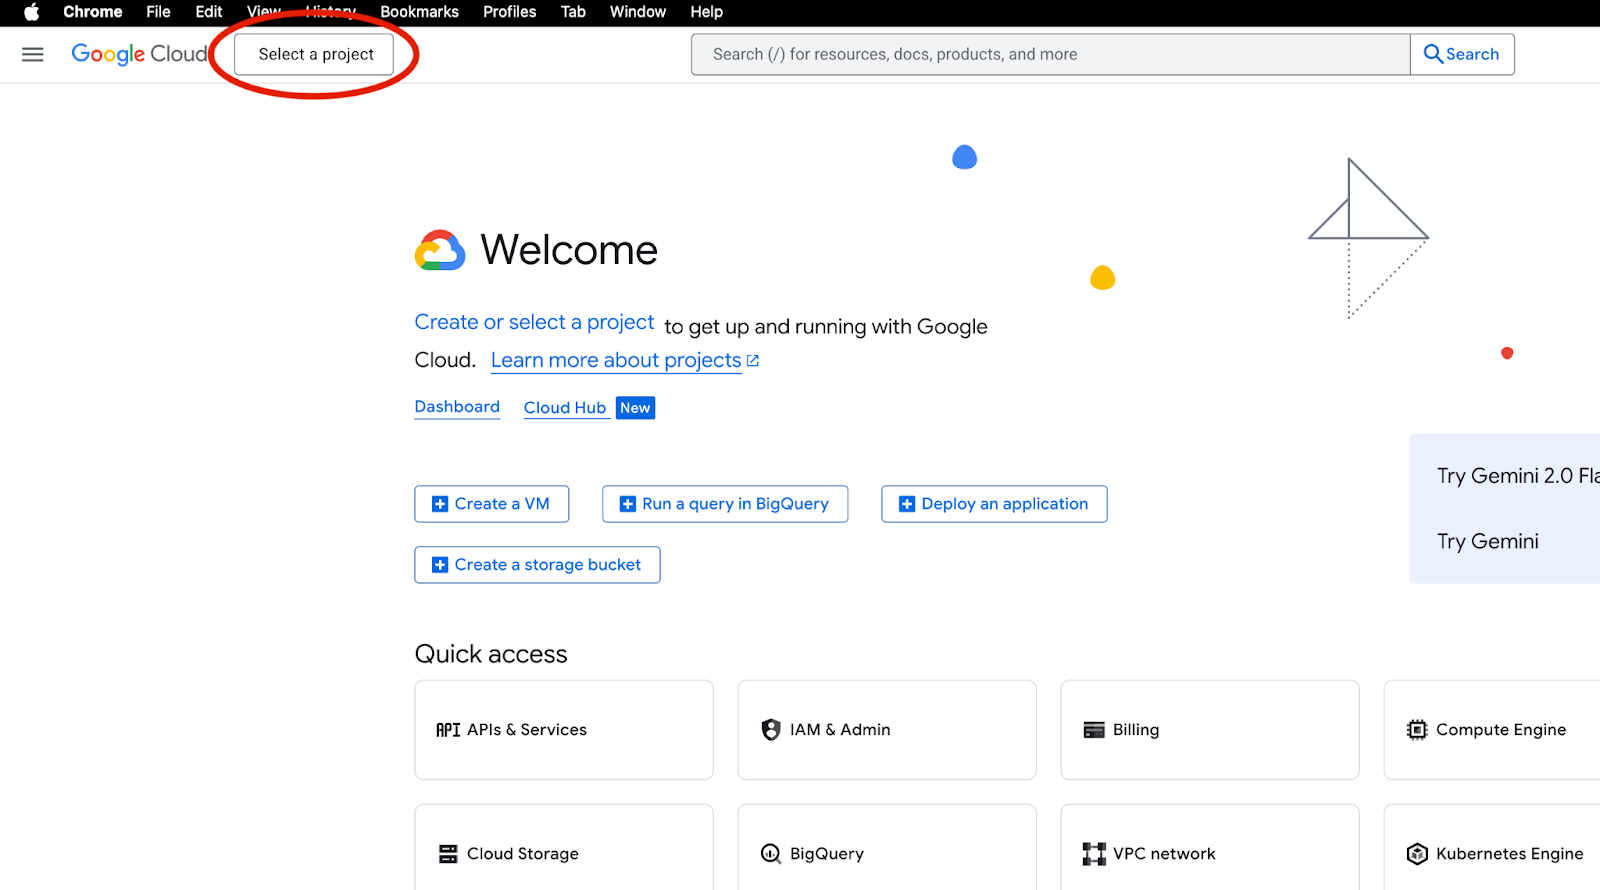 Chrome File Edit View History Bookmarks Profiles Tab Window Help
Google Cloud Select a project Search (/) for resources, docs, products, and more Search
Welcome
Create or select a project to get up and running with Google
Cloud. Learn more about projects
Dashboard Cloud Hub New
Create a VM Run a query in BigQuery Deploy an application
Create a storage bucket
Try Gemini 2.0 Fla
Try Gemini
Quick access
API APIs & Services IAM & Admin Billing Compute Engine
Cloud Storage BigQuery VPC network Kubernetes Engine